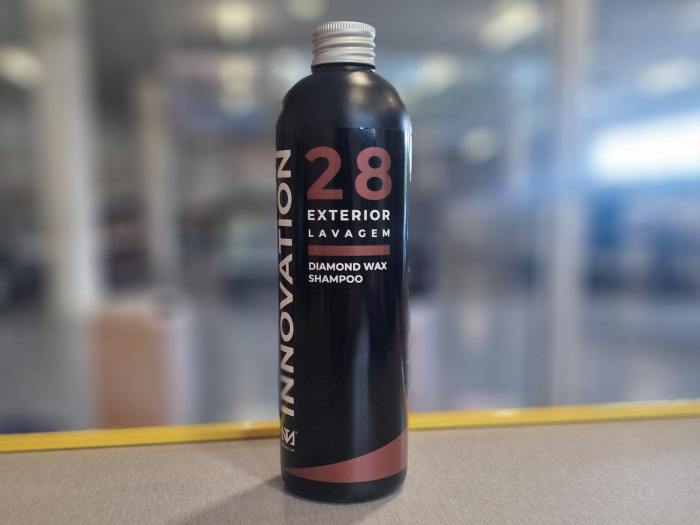 INNOVATION
28
EXTERIOR
LAVAGEM
DIAMOND WAX
SHAMPOO